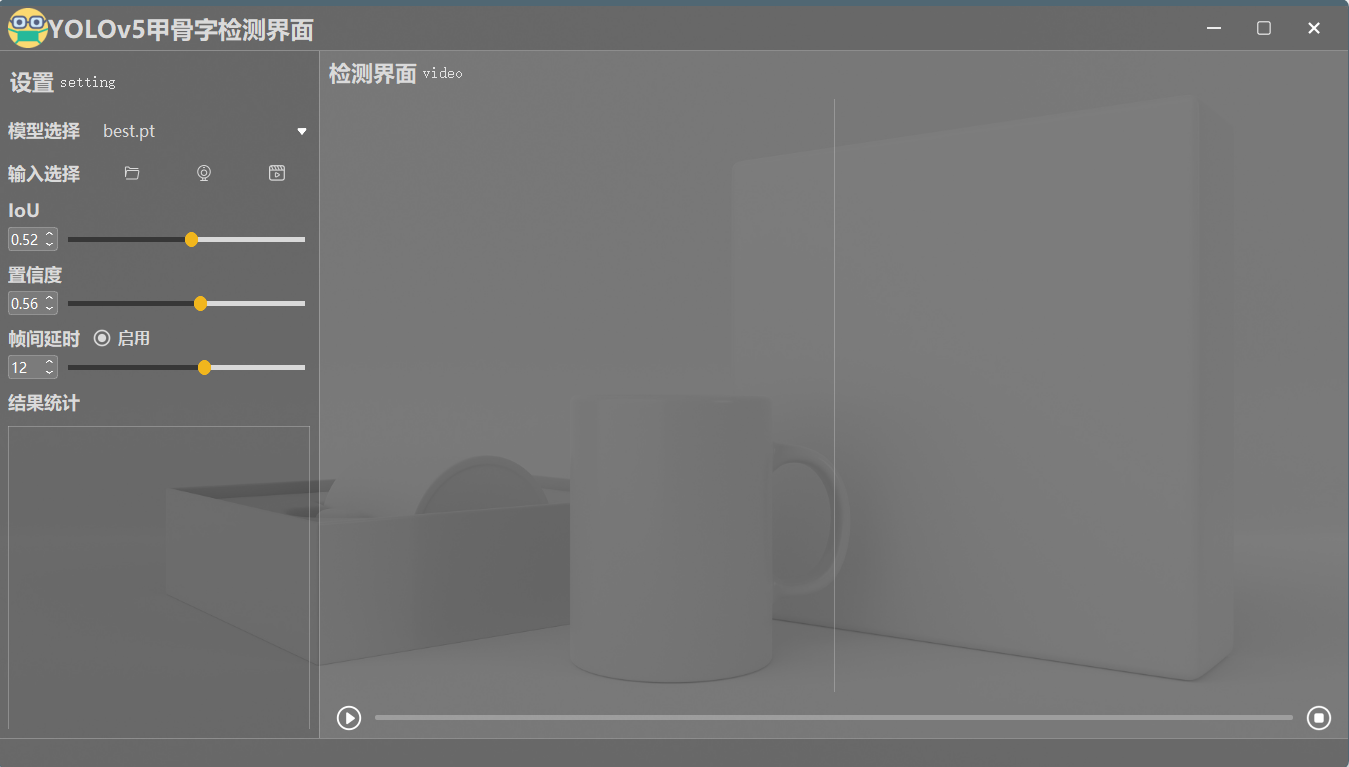 YOLOv5甲骨字检测界面
设置 setting
模型选择 best.pt
输入选择
IoU
0.52
置信度
0.56
帧间延时 启用
12
结果统计
检测界面 video